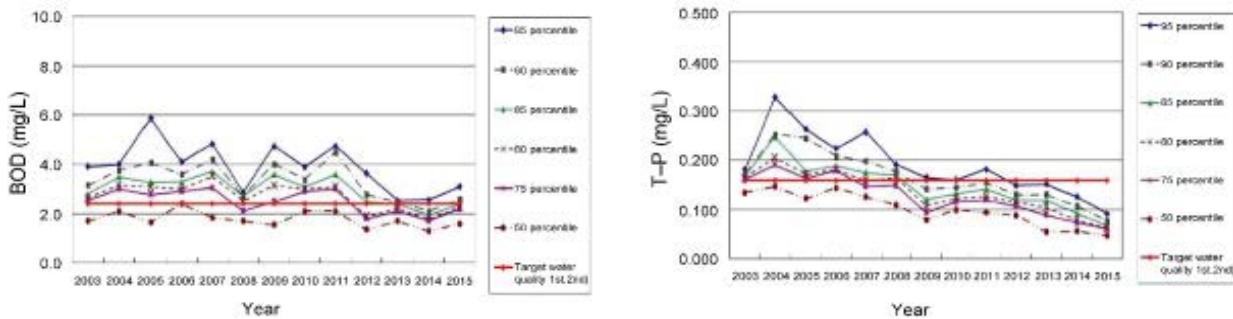 10.0
8.0
6.0
4.0
2.0
0.0
BOD (mg/L)
2003 2004 2005 2006 2007 2008 2009 2010 2011 2012 2013 2014 2015
Year
95 percentile
90 percentile
85 percentile
80 percentile
75 percentile
50 percentile
Target water
quality 1st,2nd)
0.500
0.400
0.300
0.200
0.100
0.000
T-P (mg/L)
2003 2004 2005 2006 2007 2008 2009 2010 2011 2012 2013 2014 2015
Year
95 percentile
90 percentile
85 percentile
80 percentile
75 percentile
50 percentile
Target water
quality 1st,2nd)